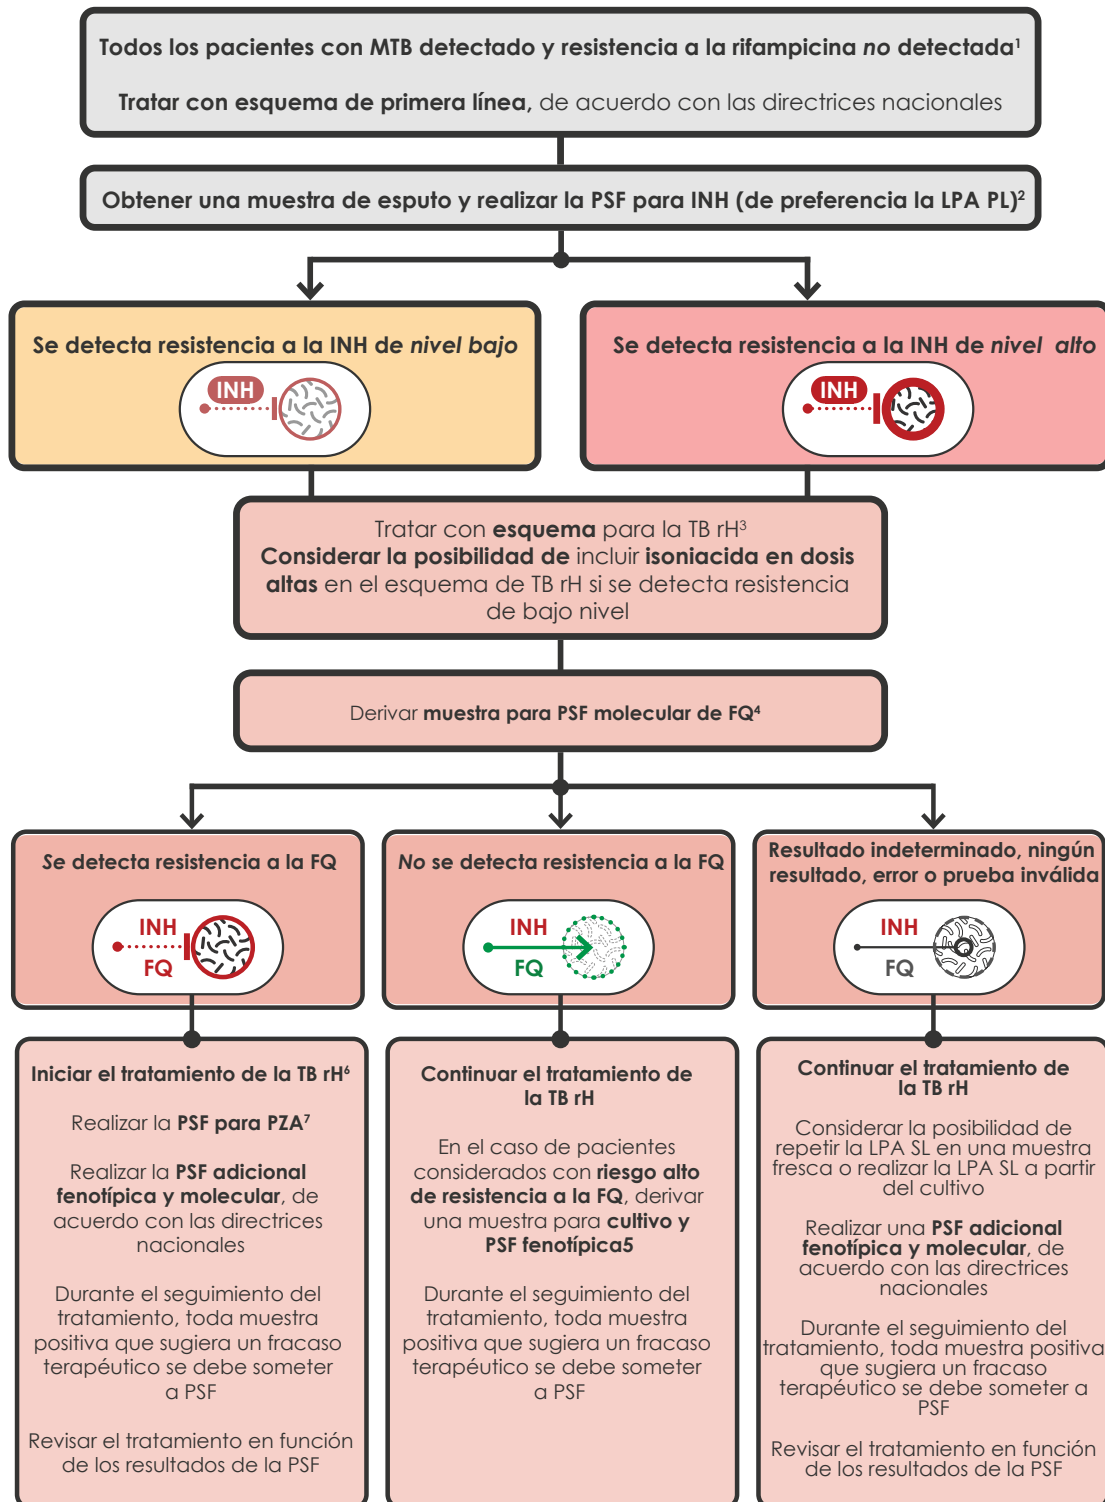 Todos los pacientes con MTB detectado y resistencia a la rifampicina no detectada¹
Tratar con esquema de primera línea, de acuerdo con las directrices nacionales
Obtener una muestra de esputo y realizar la PSF para INH (de preferencia la LPA PL)²
Se detecta resistencia a la INH de nivel bajo
INH
Se detecta resistencia a la INH de nivel alto
INH
Tratar con esquema para la TB rH³
Considerar la posibilidad de incluir isoniacida en dosis
altas en el esquema de TB rH si se detecta resistencia
de bajo nivel
Derivar muestra para PSF molecular de FQ⁴
Se detecta resistencia a la FQ
INH
FQ
No se detecta resistencia a la FQ
INH
FQ
Resultado indeterminado, ningún
resultado, error o prueba inválida
INH
FQ
Iniciar el tratamiento de la TB rH⁶
Realizar la PSF para PZA⁷
Realizar la PSF adicional
fenotípica y molecular, de
acuerdo con las directrices
nacionales
Durante el seguimiento del
tratamiento, toda muestra
positiva que sugiera un fracaso
terapéutico se debe someter
a PSF
Revisar el tratamiento en función
de los resultados de la PSF
Continuar el tratamiento de
la TB rH
En el caso de pacientes
considerados con riesgo alto
de resistencia a la FQ, derivar
una muestra para cultivo y
PSF fenotípica5
Durante el seguimiento del
tratamiento, toda muestra
positiva que sugiera un fracaso
terapéutico se debe someter
a PSF
Continuar el tratamiento de
la TB rH
Considerar la posibilidad de
repetir la LPA SL en una muestra
fresca o realizar la LPA SL a partir
del cultivo
Realizar una PSF adicional
fenotípica y molecular, de
acuerdo con las directrices
nacionales
Durante el seguimiento del
tratamiento, toda muestra positiva
que sugiera un fracaso
terapéutico se debe someter a
PSF
Revisar el tratamiento en función
de los resultados de la PSF